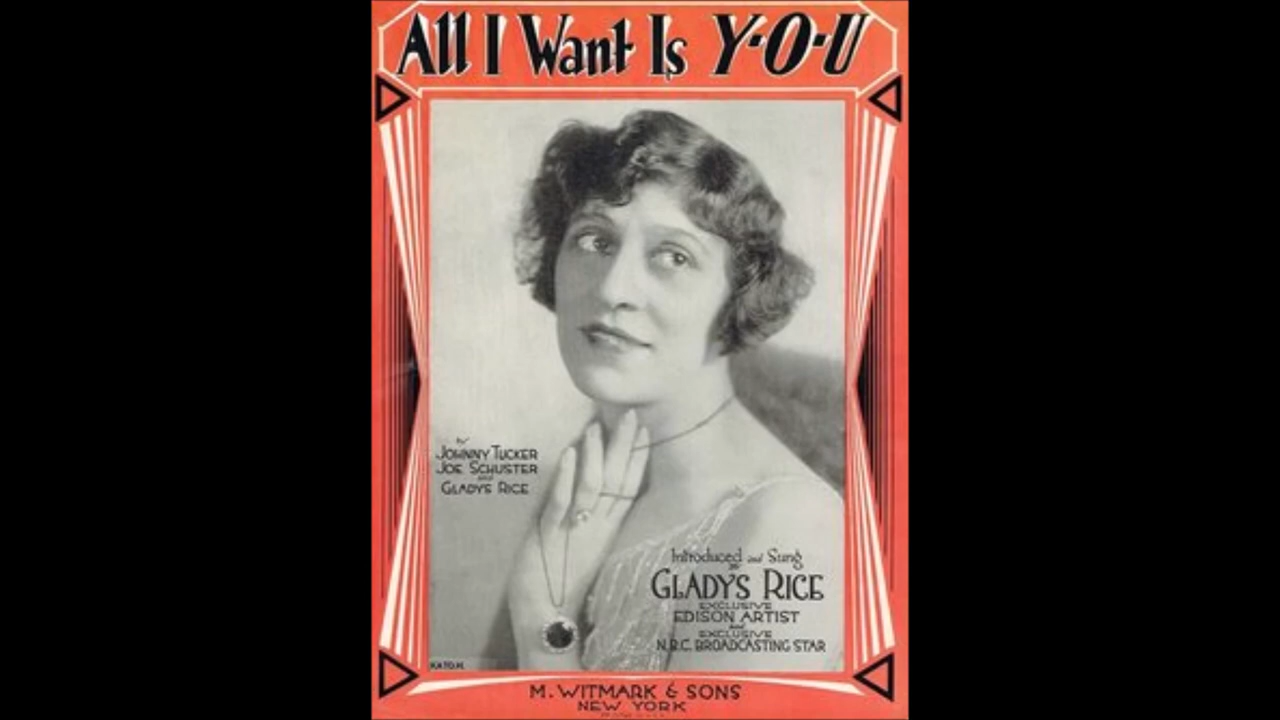 All I Want Is Y-O-U
by
JOHNNY TUCKER
JOE SCHUSTER
and
GLADYS RICE
Introduced and Sung
by
GLADYS RICE
EXCLUSIVE
EDISON ARTIST
and
EXCLUSIVE
N.B.C. BROADCASTING STAR
KATOM
M. WITMARK & SONS
NEW YORK